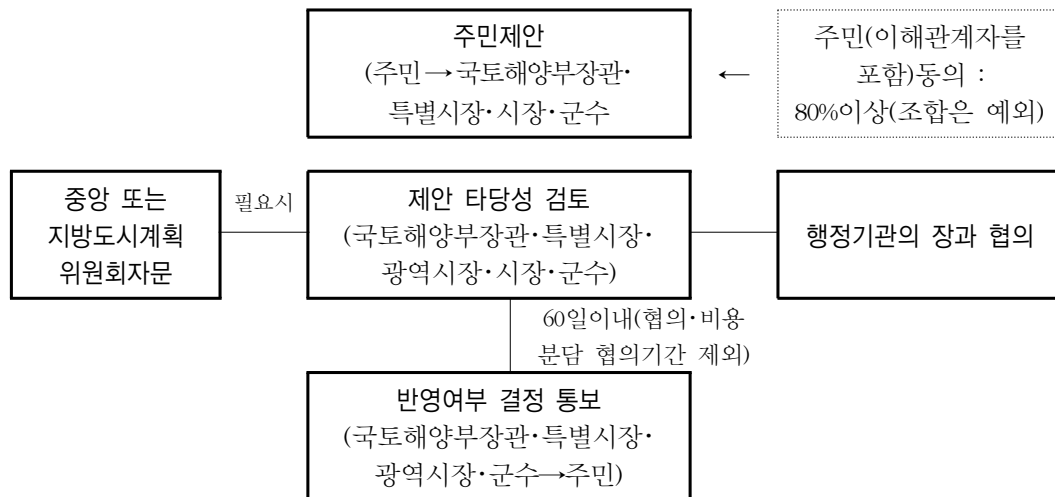 주민제안
(주민→국토해양부장관·
특별시장·시장·군수
←
주민(이해관계자를
포함)동의 :
80%이상(조합은 예외)
중앙 또는
지방도시계획
위원회자문
필요시
제안 타당성 검토
(국토해양부장관·특별시장·
광역시장·시장·군수)
행정기관의 장과 협의
60일이내(협의·비용
분담 협의기간 제외)
반영여부 결정 통보
(국토해양부장관·특별시장·
광역시장·군수→주민)